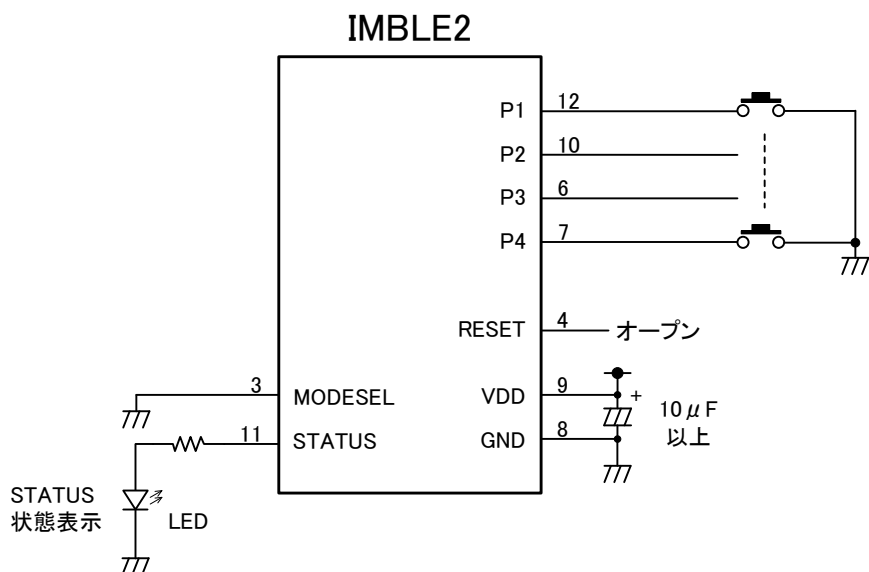 IMBLE2
P1 12
P2 10
P3 6
P4 7
RESET 4 オープン
3 MODESEL
VDD 9
+
10μF
以上
11 STATUS
GND 8
STATUS
状態表示
LED